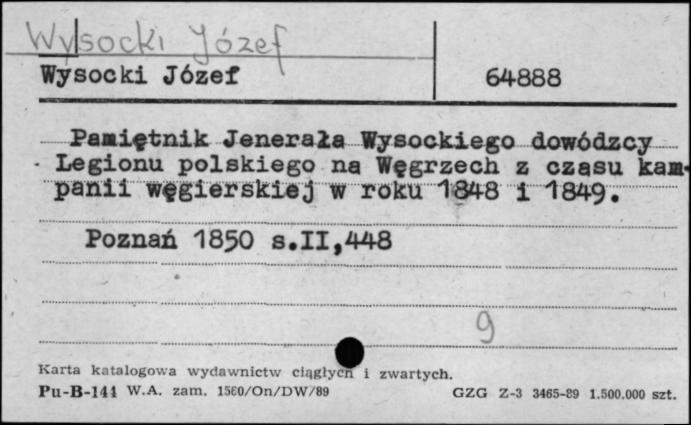 Wysocki Józef
Wysocki Józef 64888
Pamiętnik Jenerała Wysockiego dowódzcy
Legionu polskiego na Węgrzech z czasu kam-
panii węgierskiej w roku 1848 i 1849.
Poznań 1850 s.II,448
9
Karta katalogowa wydawnictw ciągłych i zwartych.
Pu-B-144 W.A. zam. 1560/On/DW/89 GZG Z-3 3465-89 1.500.000 szt.